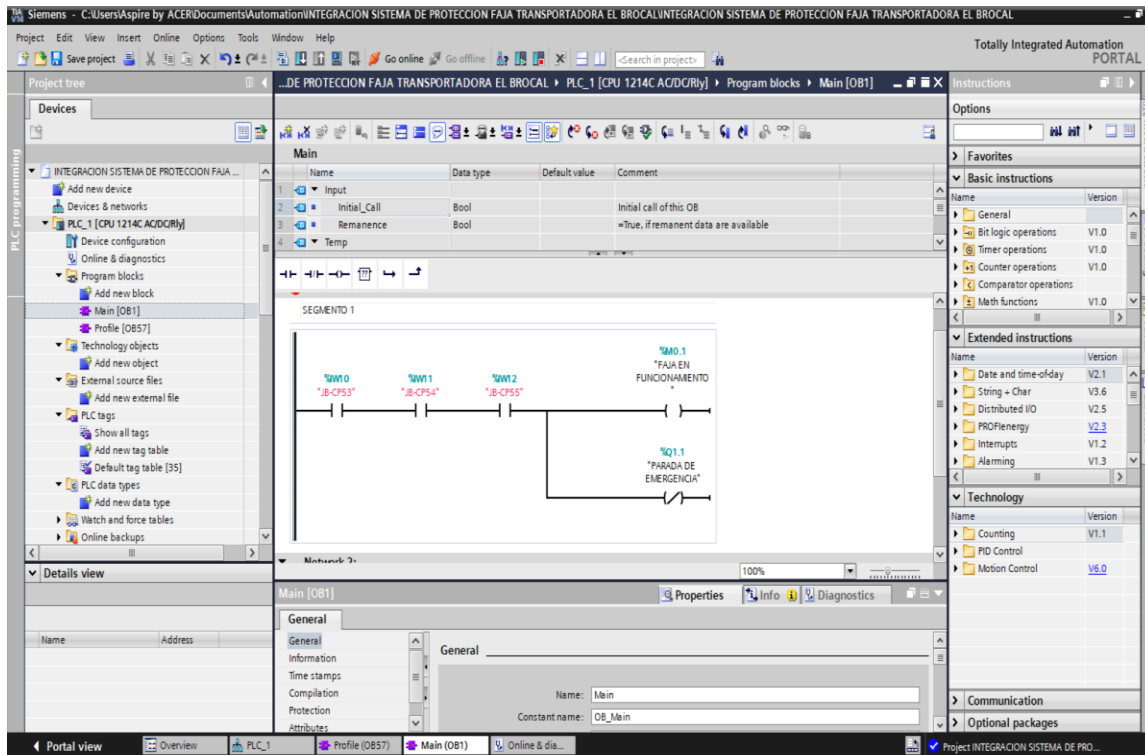 Siemens - C:\Users\Aspire by ACER\Documents\Automation\INTEGRACION SISTEMA DE PROTECCION FAJA TRANSPORTADORA EL BROCAL\INTEGRACION SISTEMA DE PROTECCION FAJA TRANSPORTADORA EL BROCAL
Project Edit View Insert Online Options Tools Window Help
Totally Integrated Automation
PORTAL
Save project Go online Go offline <Search in project>
Project tree
...DE PROTECCION FAJA TRANSPORTADORA EL BROCAL PLC_1 [CPU 1214C AC/DC/Rly] Program blocks Main [OB1]
Instructions
Devices
Options
PLC programming
INTEGRACION SISTEMA DE PROTECCION FAJA ...
Add new device
Devices & networks
PLC_1 [CPU 1214C AC/DC/Rly]
Device configuration
Online & diagnostics
Program blocks
Add new block
Main [OB1]
Profile [OB57]
Technology objects
Add new object
External source files
Add new external file
PLC tags
Show all tags
Add new tag table
Default tag table [35]
PLC data types
Add new data type
Watch and force tables
Online backups
Details view
Name Address
Main
Name Data type Default value Comment
1 Input
2 Initial_Call Bool Initial call of this OB
3 Remanence Bool =True, if remanent data are available
4 Temp
SEGMENTO 1
%IW10
"JB-CP53"
%IW11
"JB-CP54"
%IW12
"JB-CP55"
%M0.1
"FAJA EN
FUNCIONAMIENTO
"
%Q1.1
"PARADA DE
EMERGENCIA"
Network 2:
100%
Main [OB1]
Properties Info Diagnostics
General
General
Information
Time stamps
Compilation
Protection
Attributes
General
Name: Main
Constant name: OB_Main
Favorites
Basic instructions
Name Version
General
Bit logic operations V1.0
Timer operations V1.0
Counter operations V1.0
Comparator operations
Math functions V1.0
Extended instructions
Name Version
Date and time-of-day V2.1
String + Char V3.6
Distributed I/O V2.5
PROFIenergy V2.3
Interrupts V1.2
Alarming V1.3
Technology
Name Version
Counting V1.1
PID Control
Motion Control V6.0
Communication
Optional packages
Portal view Overview PLC_1 Profile (OB57) Main (OB1) Online & dia...
Project INTEGRACION SISTEMA DE PRO...